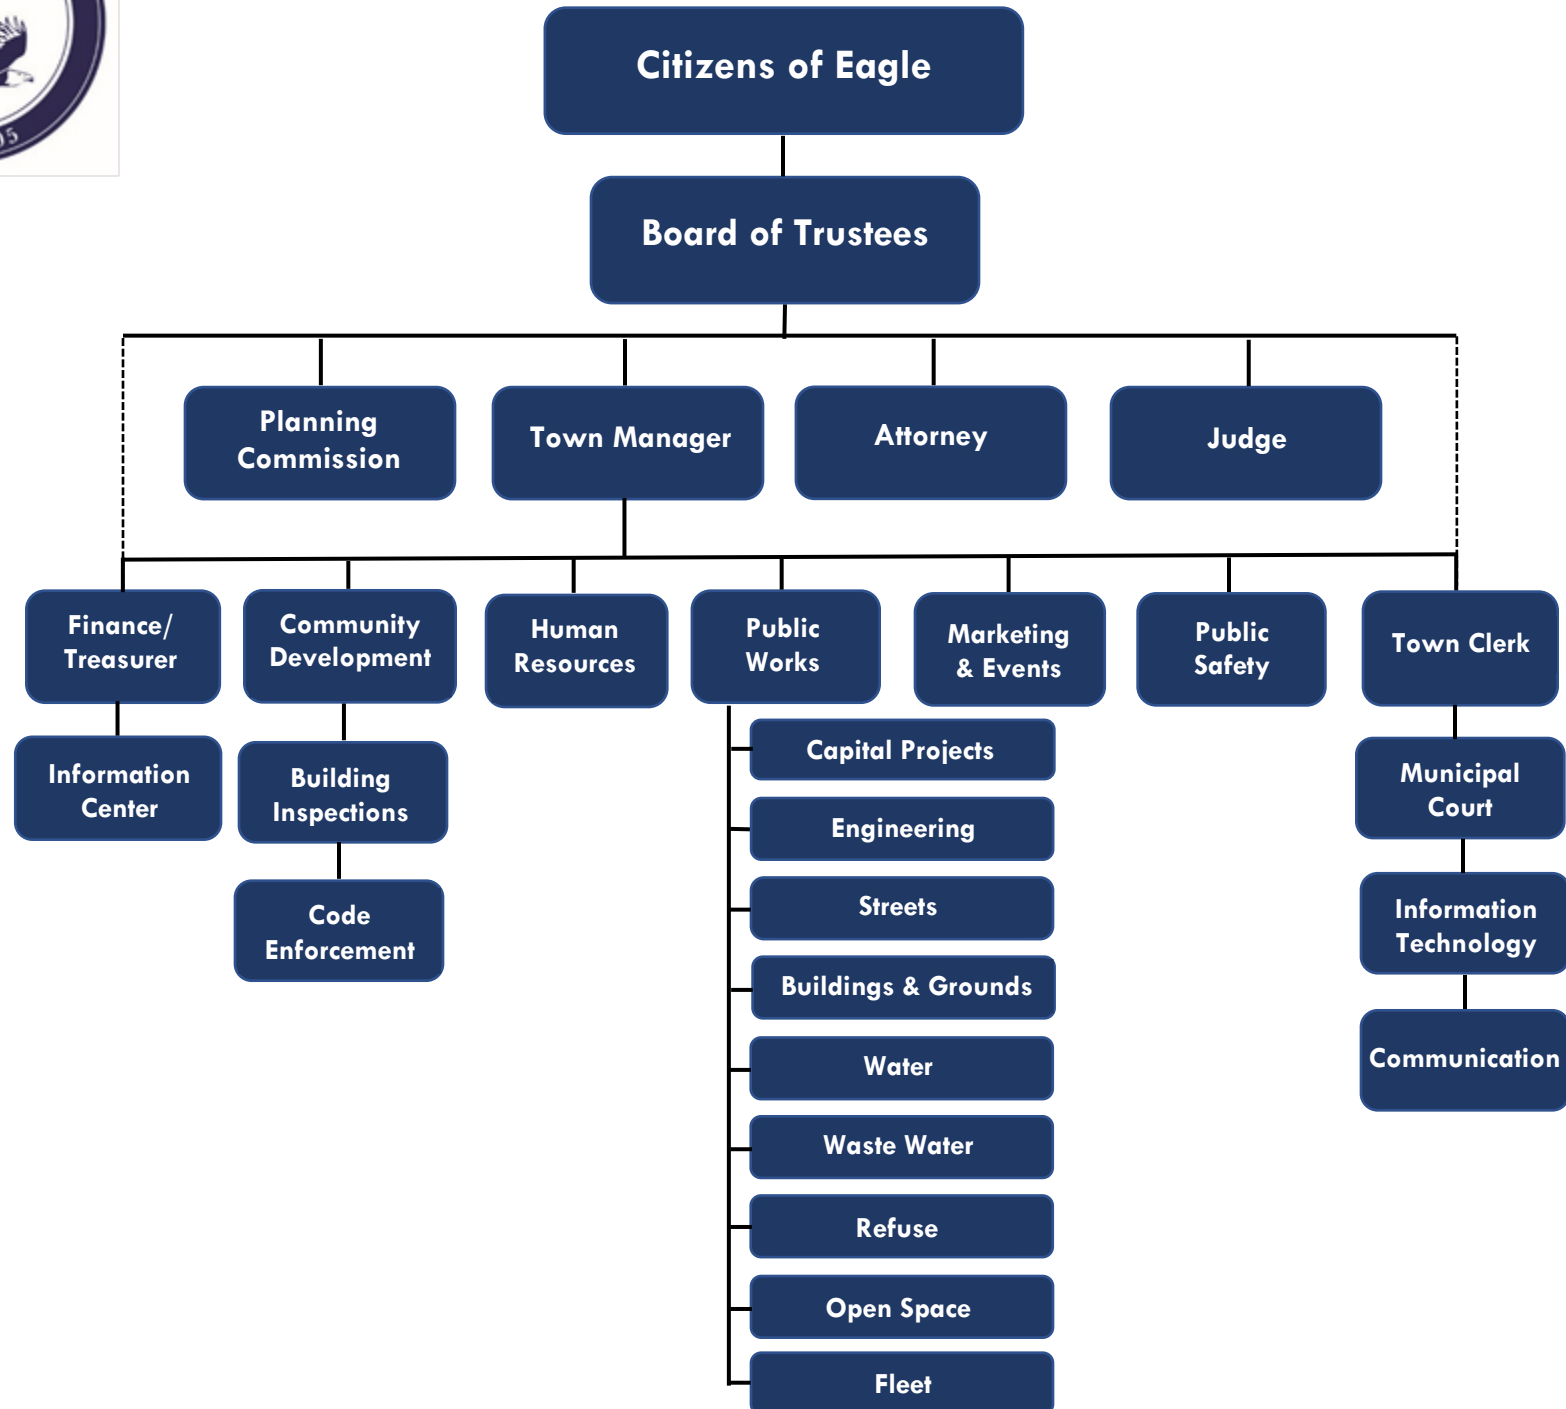 Citizens of Eagle
Board of Trustees
Planning
Commission
Town Manager
Attorney
Judge
Finance/
Treasurer
Community
Development
Human
Resources
Public
Works
Marketing
& Events
Public
Safety
Town Clerk
Information
Center
Building
Inspections
Code
Enforcement
Capital Projects
Engineering
Streets
Buildings & Grounds
Water
Waste Water
Refuse
Open Space
Fleet
Municipal
Court
Information
Technology
Communication